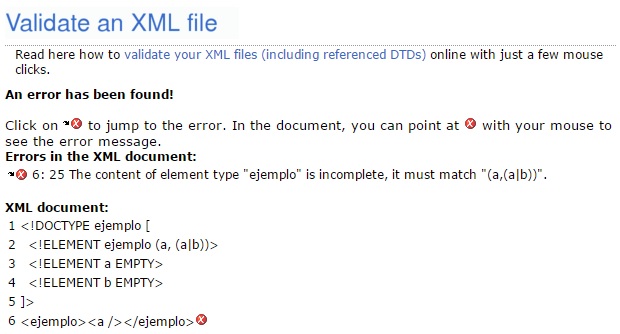 Validate an XML file
Read here how to validate your XML files (including referenced DTDs) online with just a few mouse
clicks.
An error has been found!
Click on to jump to the error. In the document, you can point at with your mouse to
see the error message.
Errors in the XML document:
6: 25 The content of element type "ejemplo" is incomplete, it must match "(a,(a|b))".
XML document:
1 <!DOCTYPE ejemplo [
2 <!ELEMENT ejemplo (a, (a|b))>
3 <!ELEMENT a EMPTY>
4 <!ELEMENT b EMPTY>
5 ]>
6 <ejemplo><a /></ejemplo>